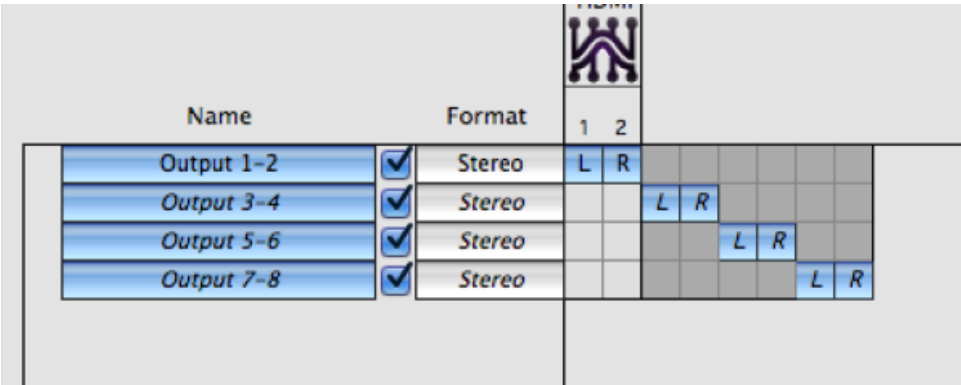 HDMI
Name Format 1 2
Output 1-2 Stereo L R
Output 3-4 Stereo L R
Output 5-6 Stereo L R
Output 7-8 Stereo L R